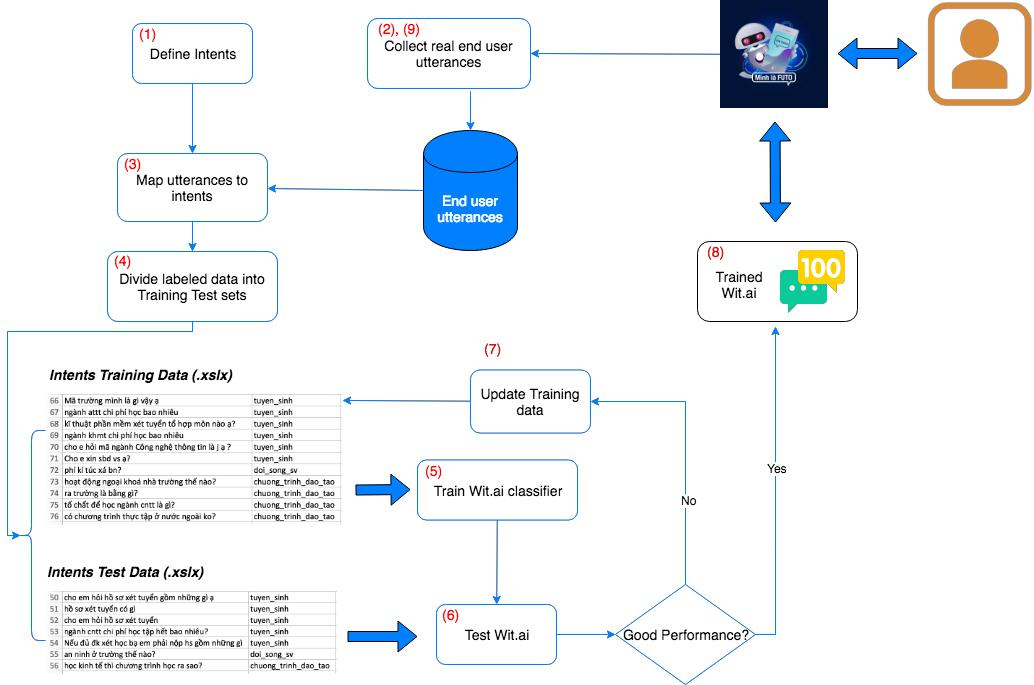 (1)
Define Intents
(2), (9)
Collect real end user
utterances
Mình là FUTO
(3)
Map utterances to
intents
End user
utterances
(4)
Divide labeled data into
Training Test sets
(8)
Trained
Wit.ai
100
(7)
Update Training
data
Intents Training Data (.xslx)
66 Mã trường mình là gì vậy ạ tuyen_sinh
67 ngành attt chi phí học bao nhiêu tuyen_sinh
68 kĩ thuật phần mềm xét tuyển tổ hợp môn nào ạ? tuyen_sinh
69 ngành khmt chi phí học bao nhiêu tuyen_sinh
70 cho e hỏi mã ngành Công nghệ thông tin là j ạ ? tuyen_sinh
71 Cho e xin sbd vs ạ? tuyen_sinh
72 phí kí túc xá bn? doi_song_sv
73 hoạt động ngoại khoá nhà trường thế nào? chuong_trinh_dao_tao
74 ra trường là bằng gì? chuong_trinh_dao_tao
75 tố chất để học ngành cntt là gì? chuong_trinh_dao_tao
76 có chương trình thực tập ở nước ngoài ko? chuong_trinh_dao_tao
(5)
Train Wit.ai classifier
No
Yes
Intents Test Data (.xslx)
50 cho em hỏi hồ sơ xét tuyển gồm những gì ạ tuyen_sinh
51 hồ sơ xét tuyển có gì tuyen_sinh
52 cho em hỏi hồ sơ xét tuyển tuyen_sinh
53 ngành cntt chi phí học tập hết bao nhiêu? tuyen_sinh
54 Nếu đủ đk xét học bạ em phải nộp hs gồm những gì tuyen_sinh
55 an ninh ở trường thế nào? doi_song_sv
56 học kinh tế thì chương trình học ra sao? chuong_trinh_dao_tao
(6)
Test Wit.ai
Good Performance?